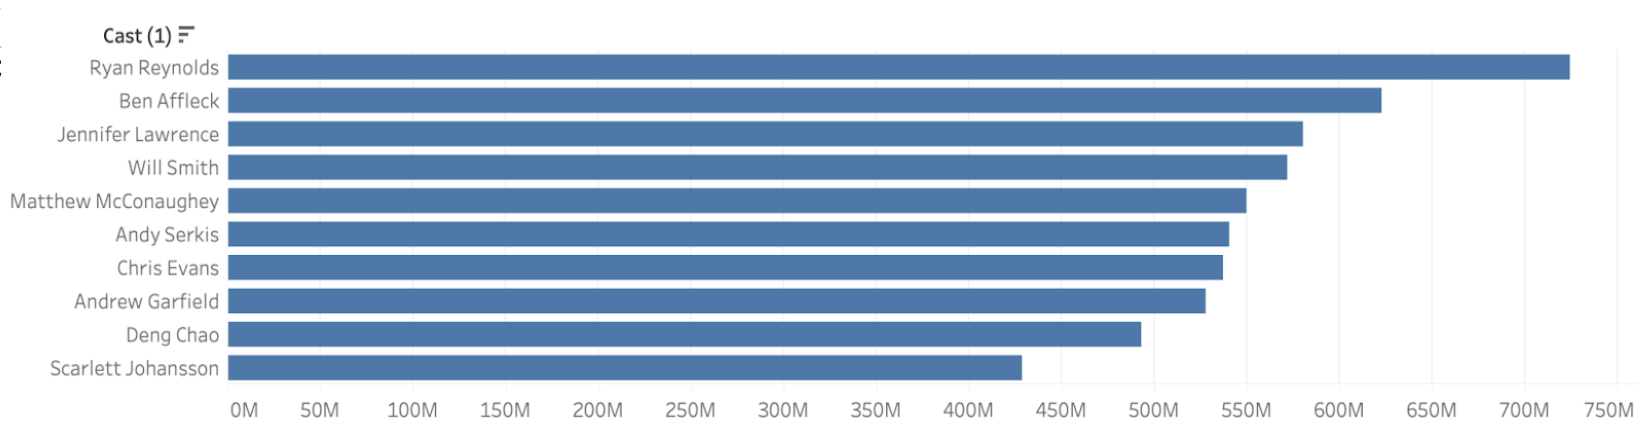 Cast (1)
Ryan Reynolds
Ben Affleck
Jennifer Lawrence
Will Smith
Matthew McConaughey
Andy Serkis
Chris Evans
Andrew Garfield
Deng Chao
Scarlett Johansson
0M 50M 100M 150M 200M 250M 300M 350M 400M 450M 500M 550M 600M 650M 700M 750M